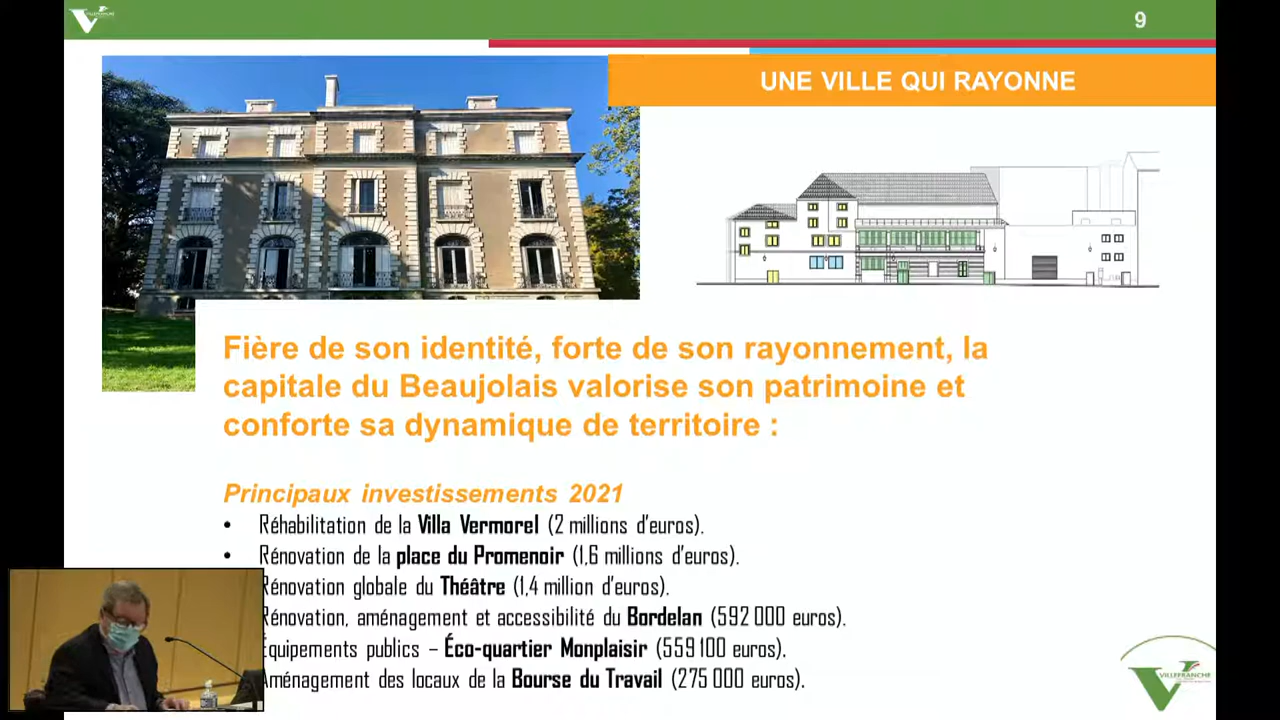 VILLEFRANCHE
9
UNE VILLE QUI RAYONNE
Fière de son identité, forte de son rayonnement, la
capitale du Beaujolais valorise son patrimoine et
conforte sa dynamique de territoire :
Principaux investissements 2021
• Réhabilitation de la Villa Vermorel (2 millions d'euros).
• Rénovation de la place du Promenoir (1,6 millions d'euros).
Rénovation globale du Théâtre (1,4 million d'euros).
Rénovation, aménagement et accessibilité du Bordelan (592 000 euros).
Équipements publics – Éco-quartier Monplaisir (559 100 euros).
Aménagement des locaux de la Bourse du Travail (275 000 euros).
VILLEFRANCHE